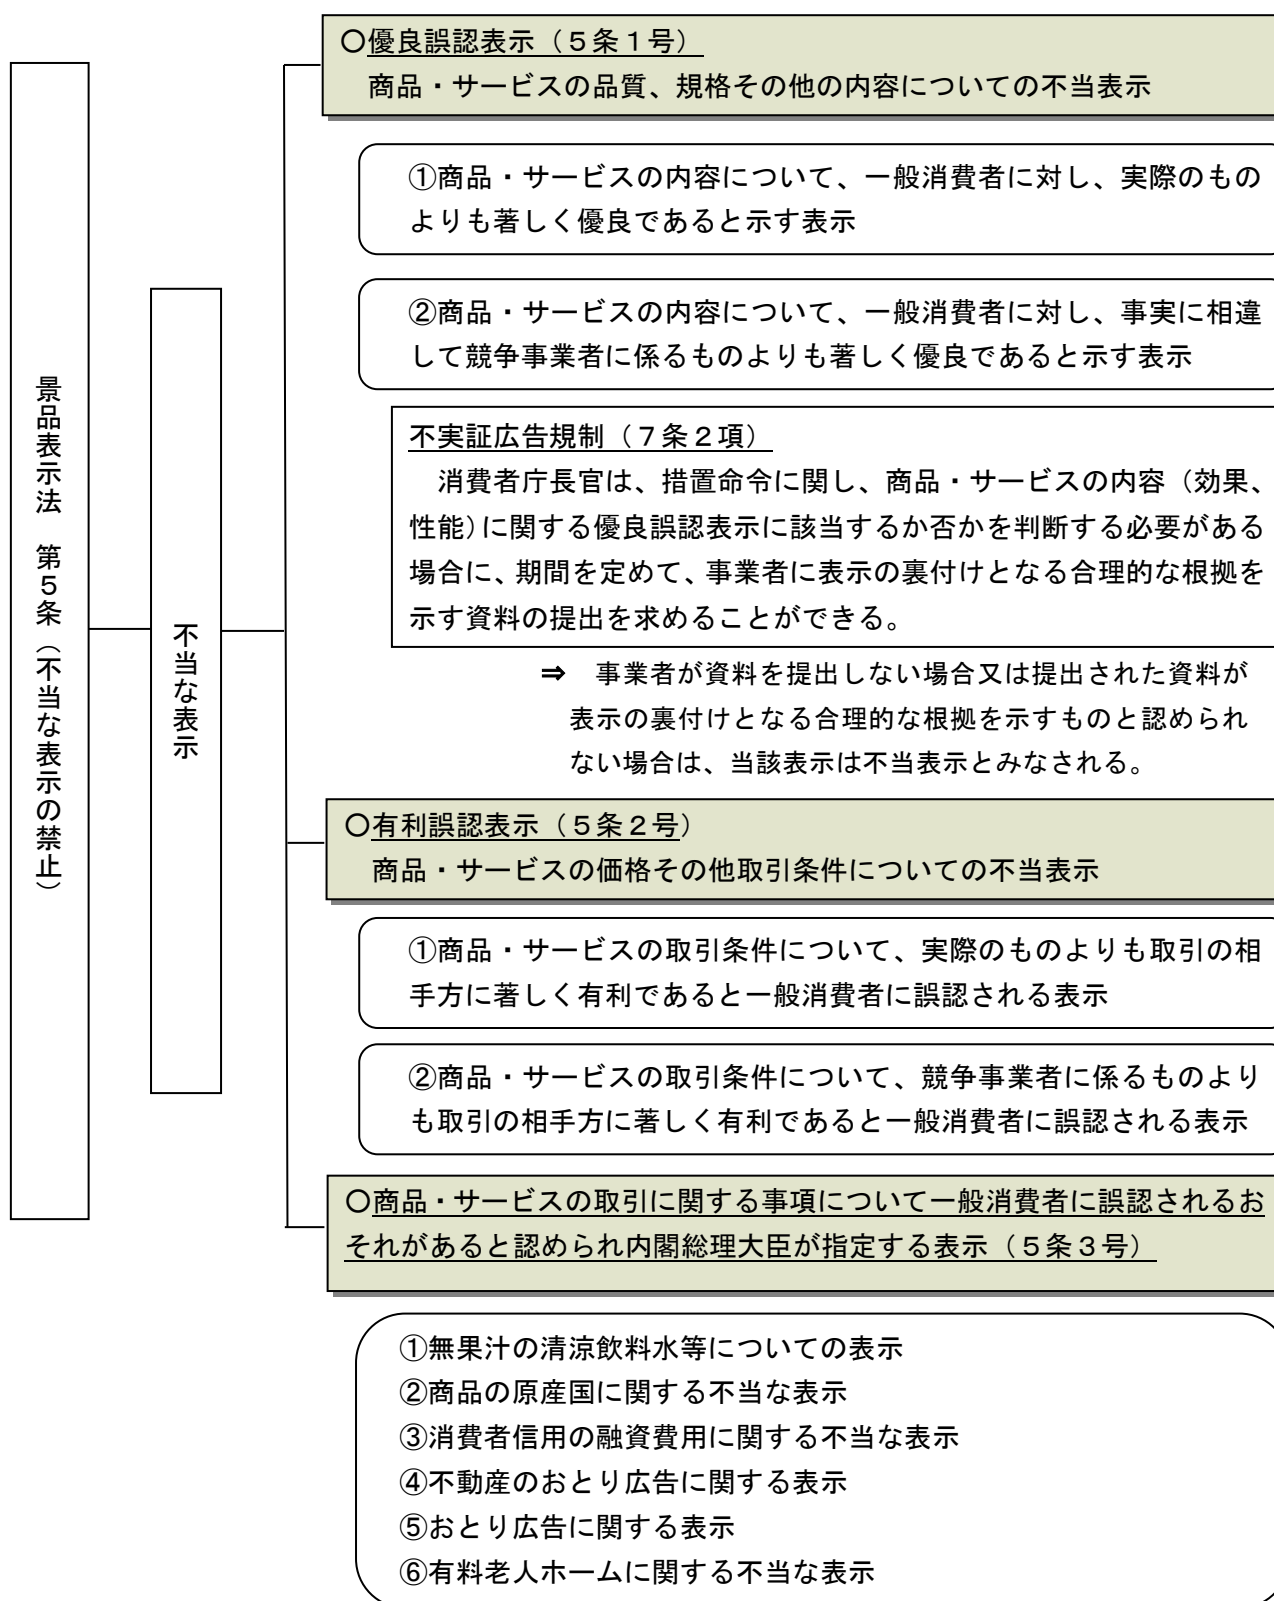 景品表示法　第５条（不当な表示の禁止）
不当な表示
〇優良誤認表示（５条１号）
商品・サービスの品質、規格その他の内容についての不当表示
①商品・サービスの内容について、一般消費者に対し、実際のもの
よりも著しく優良であると示す表示
②商品・サービスの内容について、一般消費者に対し、事実に相違
して競争事業者に係るものよりも著しく優良であると示す表示
不実証広告規制（７条２項）
消費者庁長官は、措置命令に関し、商品・サービスの内容（効果、
性能）に関する優良誤認表示に該当するか否かを判断する必要がある
場合に、期間を定めて、事業者に表示の裏付けとなる合理的な根拠を
示す資料の提出を求めることができる。
⇒　事業者が資料を提出しない場合又は提出された資料が
表示の裏付けとなる合理的な根拠を示すものと認められ
ない場合は、当該表示は不当表示とみなされる。
〇有利誤認表示（５条２号）
商品・サービスの価格その他取引条件についての不当表示
①商品・サービスの取引条件について、実際のものよりも取引の相
手方に著しく有利であると一般消費者に誤認される表示
②商品・サービスの取引条件について、競争事業者に係るものより
も取引の相手方に著しく有利であると一般消費者に誤認される表示
〇商品・サービスの取引に関する事項について一般消費者に誤認されるお
それがあると認められ内閣総理大臣が指定する表示（５条３号）
①無果汁の清涼飲料水等についての表示
②商品の原産国に関する不当な表示
③消費者信用の融資費用に関する不当な表示
④不動産のおとり広告に関する表示
⑤おとり広告に関する表示
⑥有料老人ホームに関する不当な表示